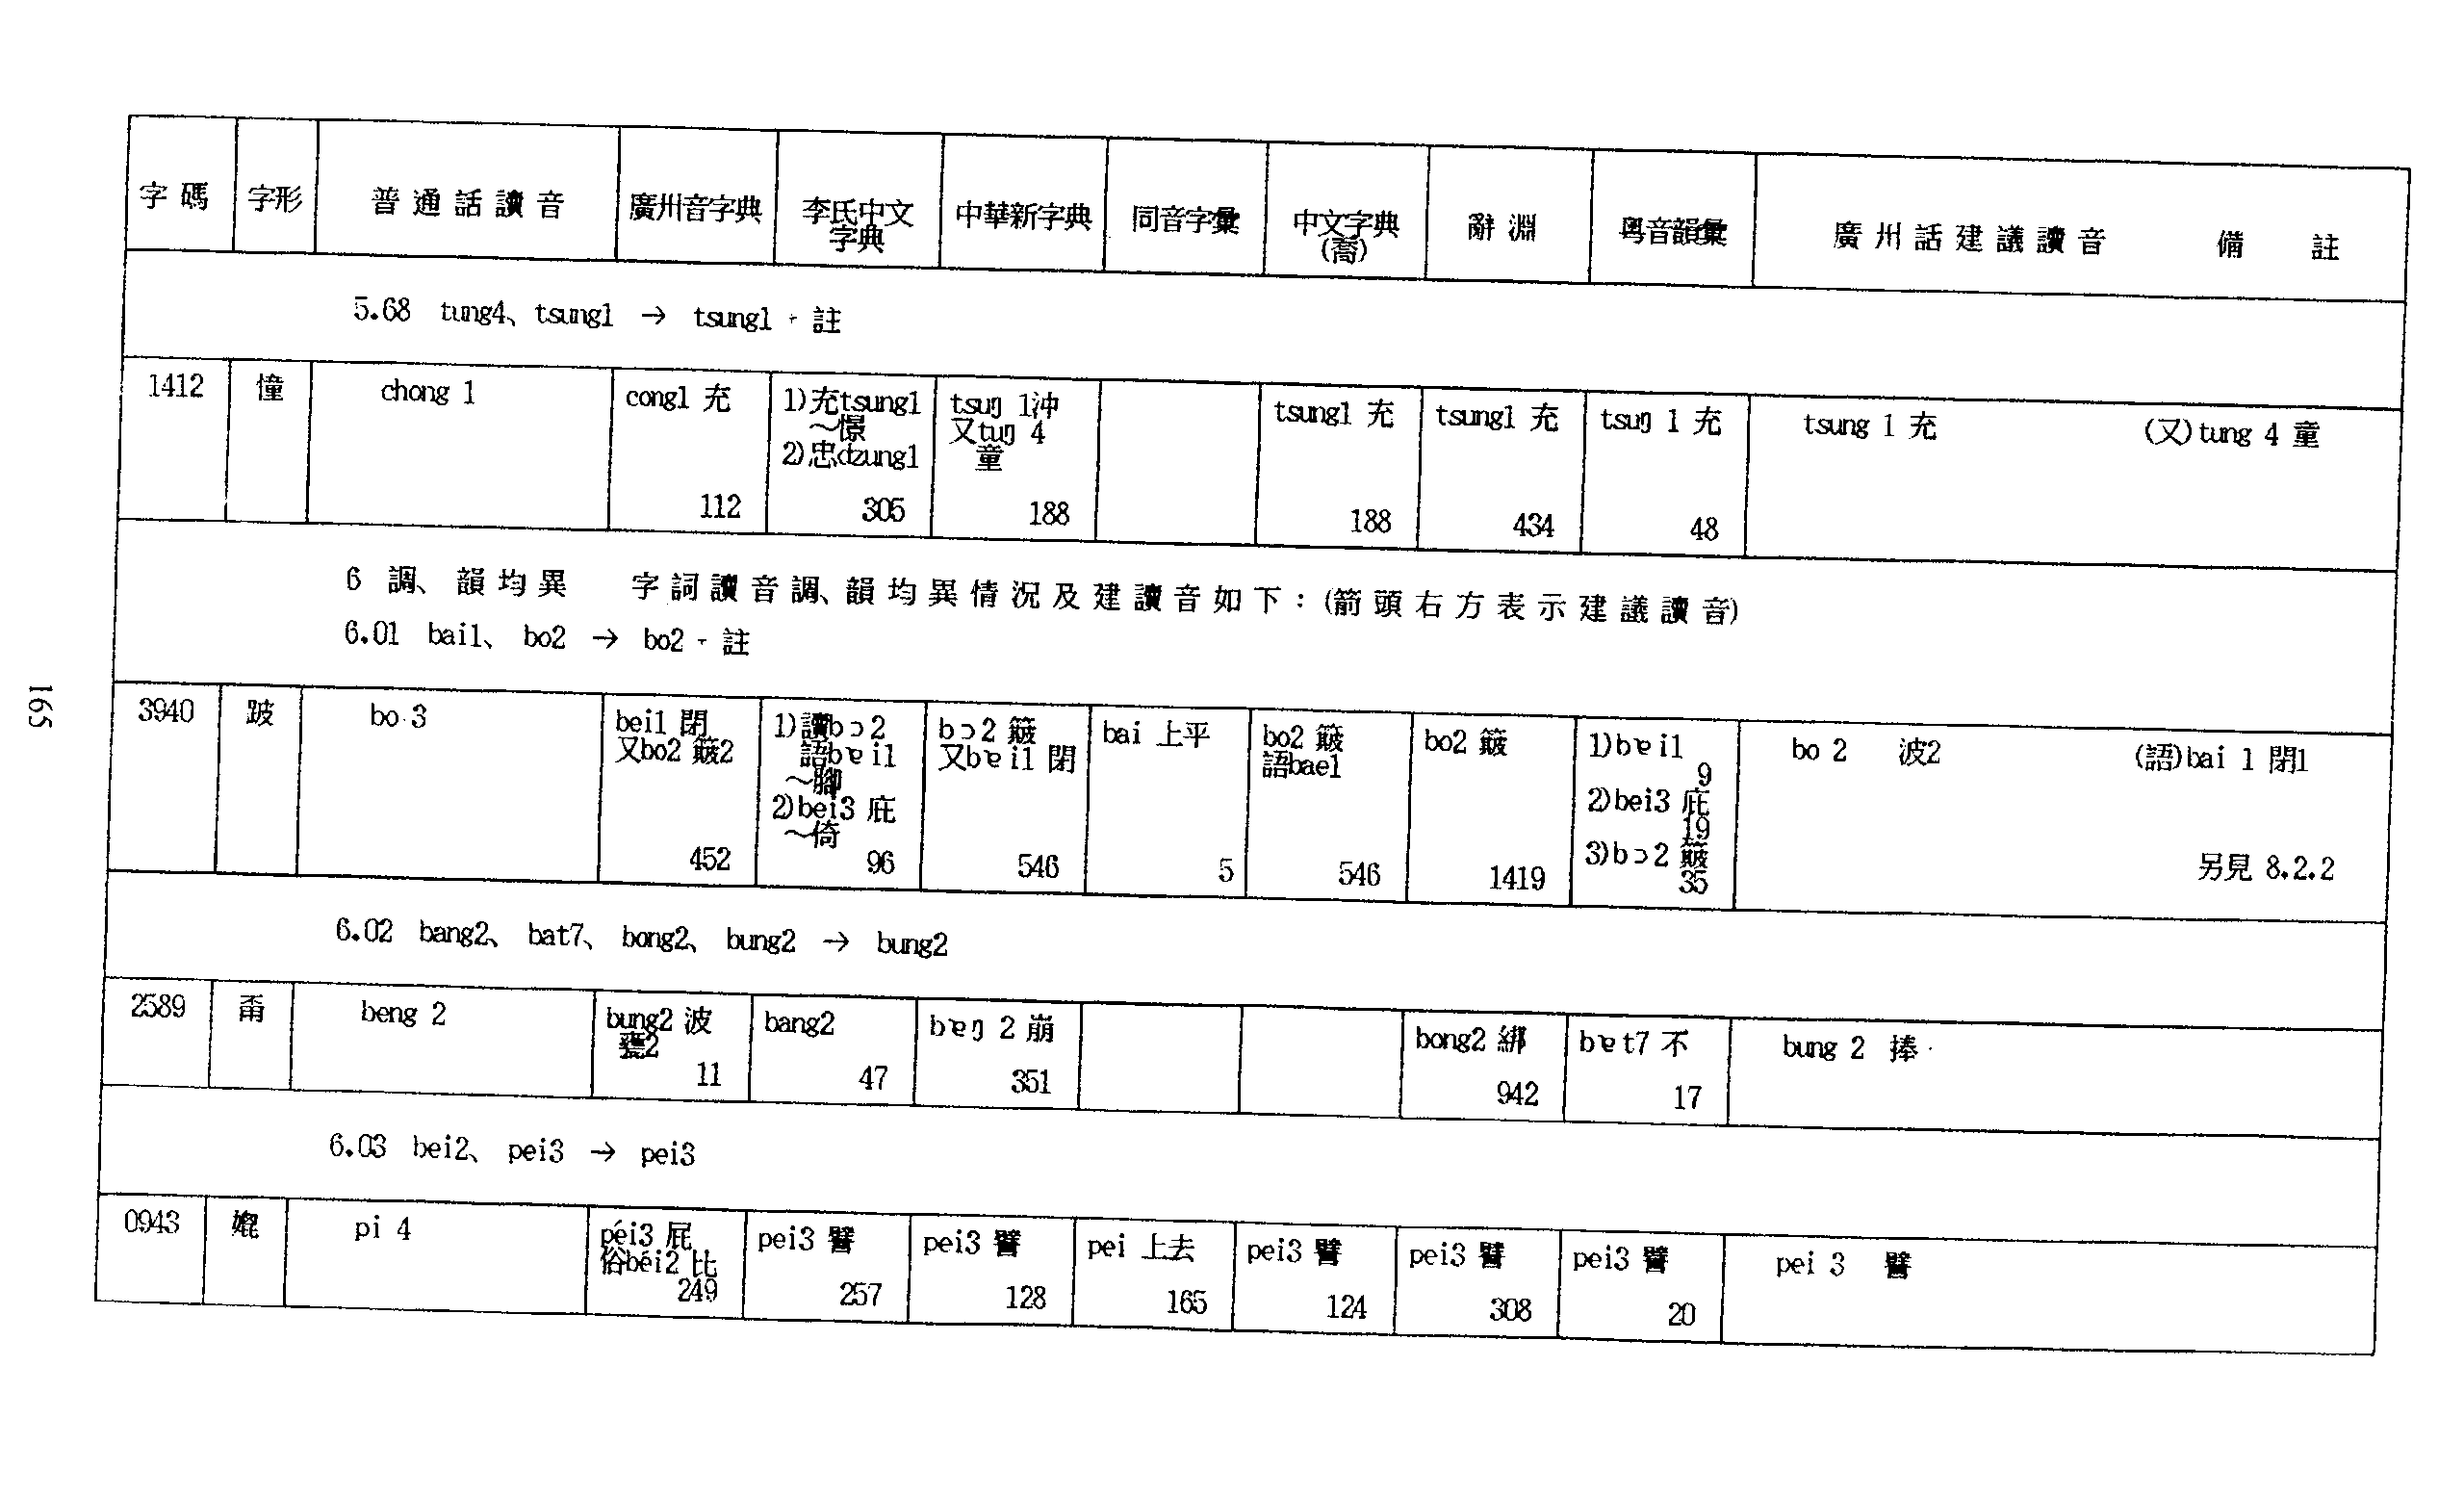 字碼 字形 普通話讀音 廣州音字典 李氏中文字典 中華新字典 同音字彙 中文字典(喬) 辭淵 粵音韻彙 廣州話建議讀音 備註
5.68 tung4、tsung1 → tsung1,註
1412 憧 chong 1
cong1 充
112
1)充tsung1
～憬
2)忠dzung1
305
tsuŋ 1沖
又tuŋ 4
童
188
tsung1 充
188
tsung1 充
434
tsuŋ 1 充
48
tsung 1 充 (又)tung 4 童
6 調、韻均異 字詞讀音調、韻均異情況及建讀音如下：(箭頭右方表示建議讀音)
6.01 bai1、bo2 → bo2,註
3940 跛 bo 3
bei1 閉
又bo2 簸2
452
1)讀bɔ2
語bɐi1
～腳
2)bei3 庇
～倚
96
bɔ2 簸
又bɐi1 閉
546
bai 上平
5
bo2 簸
語bae1
546
bo2 簸
1419
1)bɐi1
9
2)bei3 庇
19
3)bɔ2 簸
35
bo 2 波2 (語)bai 1 閉1
另見 8.2.2
6.02 bang2、bat7、bong2、bung2 → bung2
2589 甭 beng 2
bung2 波
甕2
11
bang2
47
bɐŋ 2 崩
351
bong2 綁
942
bɐt7 不
17
bung 2 捧
6.03 bei2、pei3 → pei3
0943 媲 pi 4
péi3 屁
俗béi2 比
249
pei3 譬
257
pei3 譬
128
pei 上去
165
pei3 譬
124
pei3 譬
308
pei3 譬
20
pei 3 譬
165